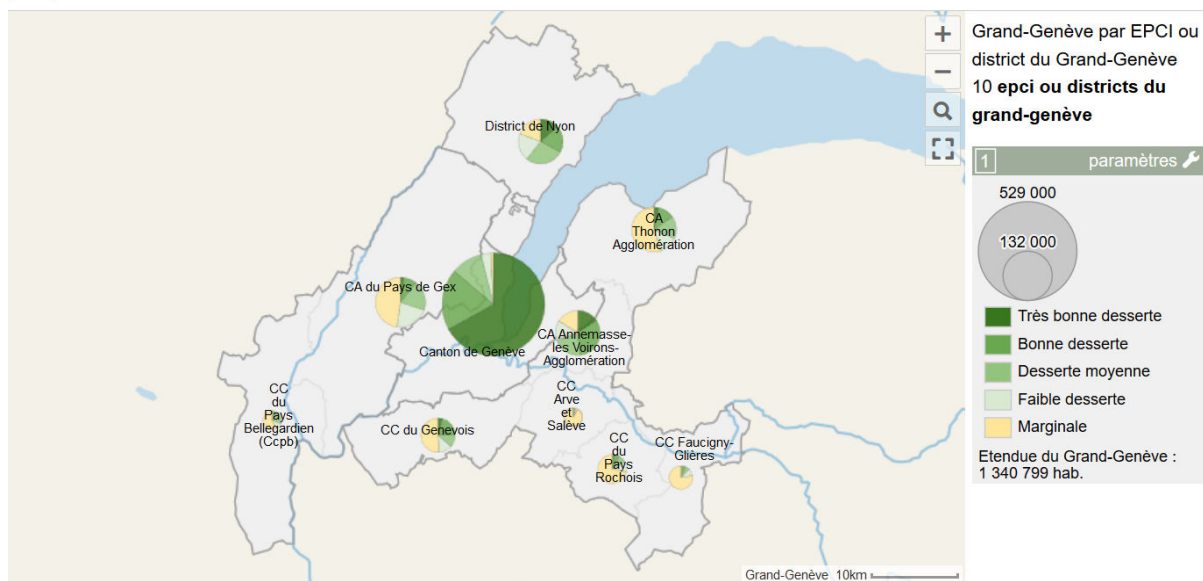 District de Nyon
CA
Thonon
Agglomération
CA du Pays de Gex
Canton de Genève
CA Annemasse-
les Voirons-
Agglomération
CC
du
Pays
Bellegardien
(Ccpb)
CC du Genevois
CC
Arve
et
Salève
CC
du
Pays
Rochois
CC Faucigny-
Glières
Grand-Genève 10km
Grand-Genève par EPCI ou
district du Grand-Genève
10 epci ou districts du
grand-genève
1 paramètres
529 000
132 000
Très bonne desserte
Bonne desserte
Desserte moyenne
Faible desserte
Marginale
Etendue du Grand-Genève :
1 340 799 hab.